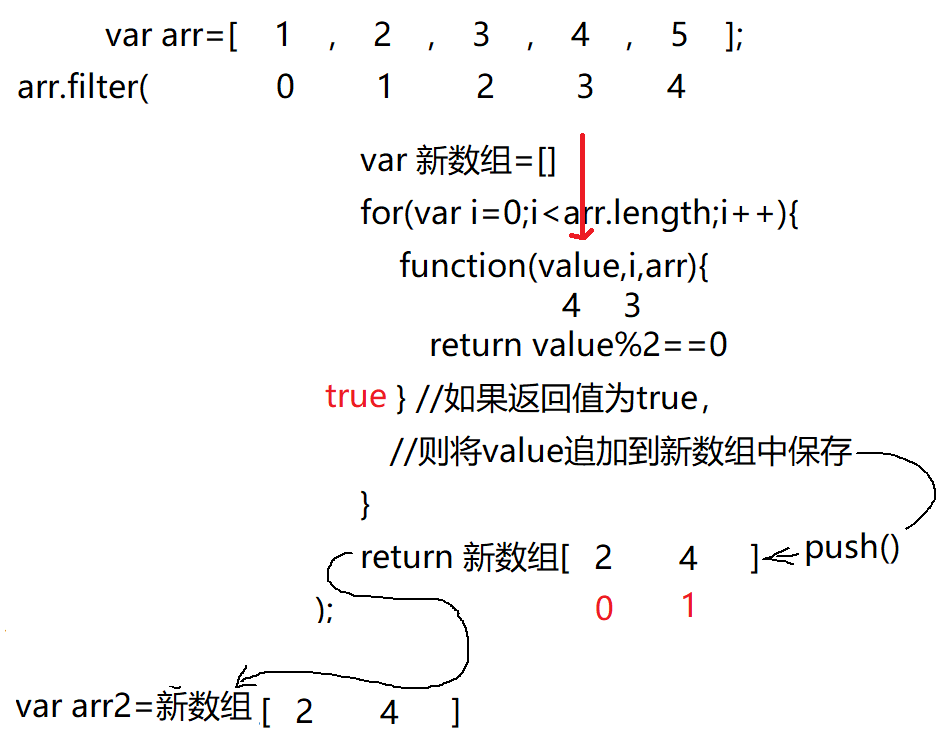 var arr=[ 1 , 2 , 3 , 4 , 5 ];
arr.filter( 0 1 2 3 4
var 新数组=[]
for(var i=0;i<arr.length;i++){
function(value,i,arr){
4 3
return value%2==0
true } //如果返回值为true，
//则将value追加到新数组中保存
}
return 新数组[ 2 4 ] push()
); 0 1
var arr2=新数组 [ 2 4 ]